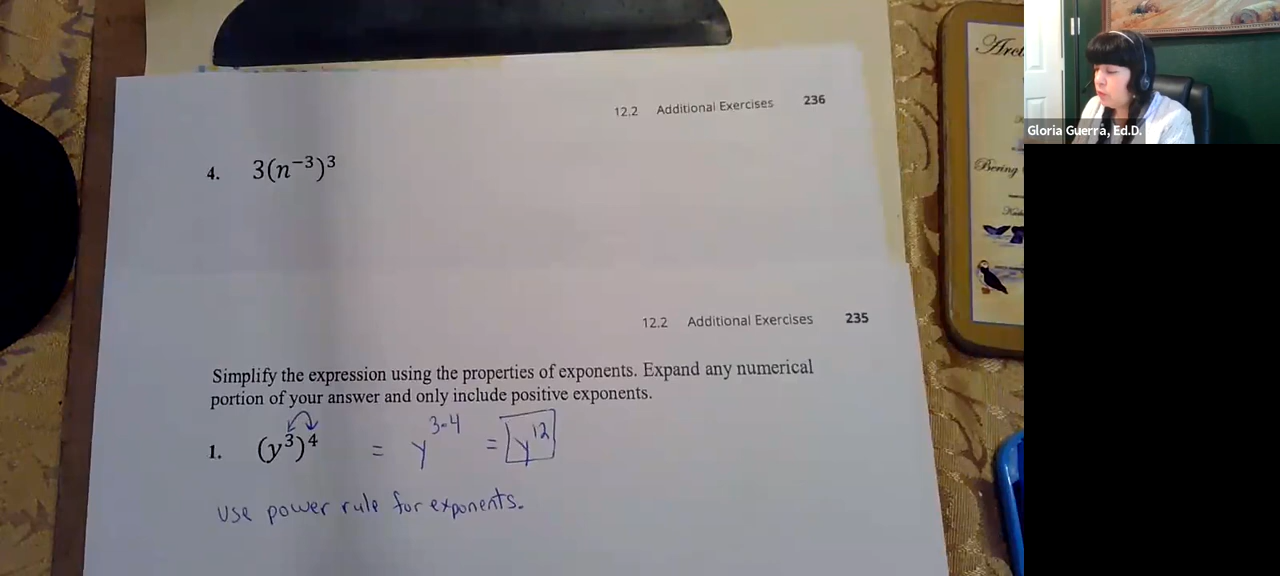 12.2 Additional Exercises 236
4. 3(n⁻³)³
12.2 Additional Exercises 235
Simplify the expression using the properties of exponents. Expand any numerical
portion of your answer and only include positive exponents.
1. (y³)⁴ = y³·⁴ = y¹²
Use power rule for exponents.
Gloria Guerra, Ed.D.
Bering